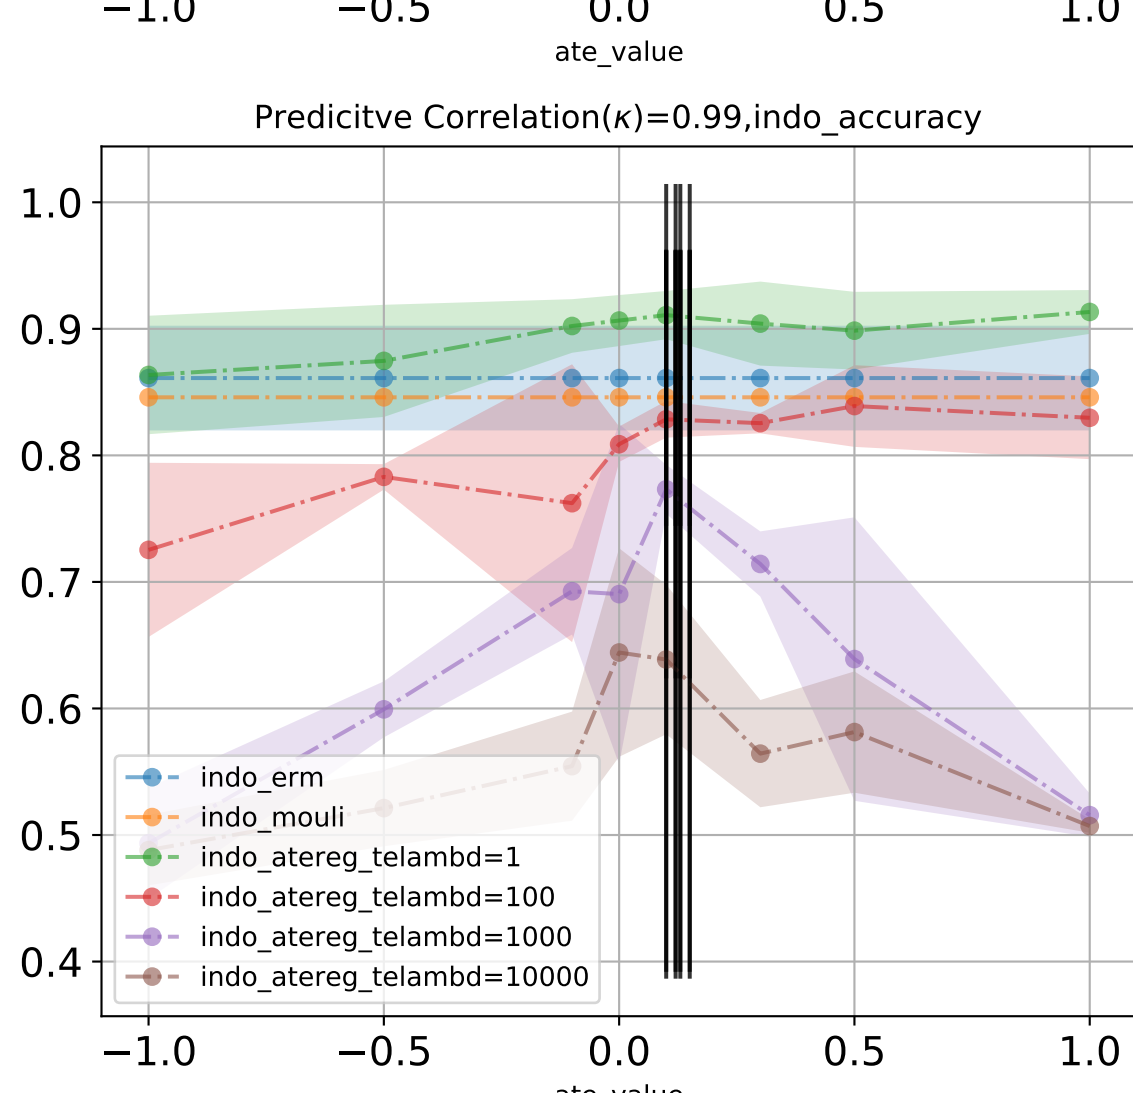 −1.0 −0.5 0.0 0.5 1.0
ate_value
Predicitve Correlation(κ)=0.99,indo_accuracy
1.0
0.9
0.8
0.7
0.6
0.5
0.4
indo_erm
indo_mouli
indo_atereg_telambd=1
indo_atereg_telambd=100
indo_atereg_telambd=1000
indo_atereg_telambd=10000
−1.0 −0.5 0.0 0.5 1.0
ate_value